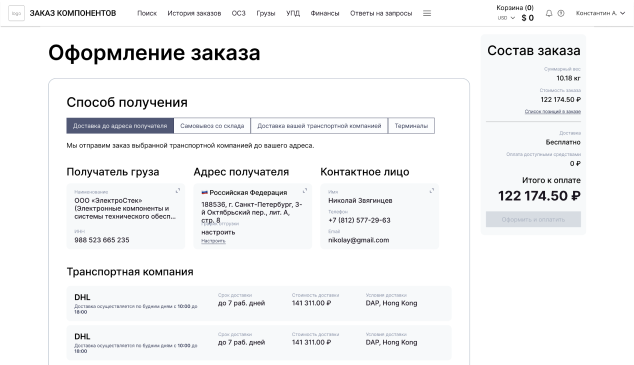 logo ЗАКАЗ КОМПОНЕНТОВ Поиск История заказов ОСЗ Грузы УПД Финансы Ответы на запросы Корзина (0) USD $ 0 Константин А.
Оформление заказа
Способ получения
Доставка до адреса получателя Самовывоз со склада Доставка вашей транспортной компанией Терминалы
Мы отправим заказ выбранной транспортной компанией до вашего адреса.
Получатель груза
Наименование
ООО «ЭлектроСтек»
(Электронные компоненты и
системы технического обесп...
ИНН
988 523 665 235
Адрес получателя
Российская Федерация
188536, г. Санкт-Петербург, 3-
й Октябрьский пер., лит. А,
стр. 8
настроить
Настроить
Контактное лицо
Имя
Николай Звягинцев
Телефон
+7 (812) 577-29-63
Email
nikolay@gmail.com
Транспортная компания
DHL
Доставка осуществляется по будним дням с 10:00 до
18:00
Срок доставки
до 7 раб. дней
Стоимость доставки
141 311.00 ₽
Условия доставки
DAP, Hong Kong
DHL
Доставка осуществляется по будним дням с 10:00 до
18:00
Срок доставки
до 7 раб. дней
Стоимость доставки
141 311.00 ₽
Условия доставки
DAP, Hong Kong
Состав заказа
Суммарный вес
10.18 кг
Стоимость заказа
122 174.50 ₽
Список позиций в заказе
Доставка
Бесплатно
Оплата доступными средствами
0 ₽
Итого к оплате
122 174.50 ₽
Оформить и оплатить